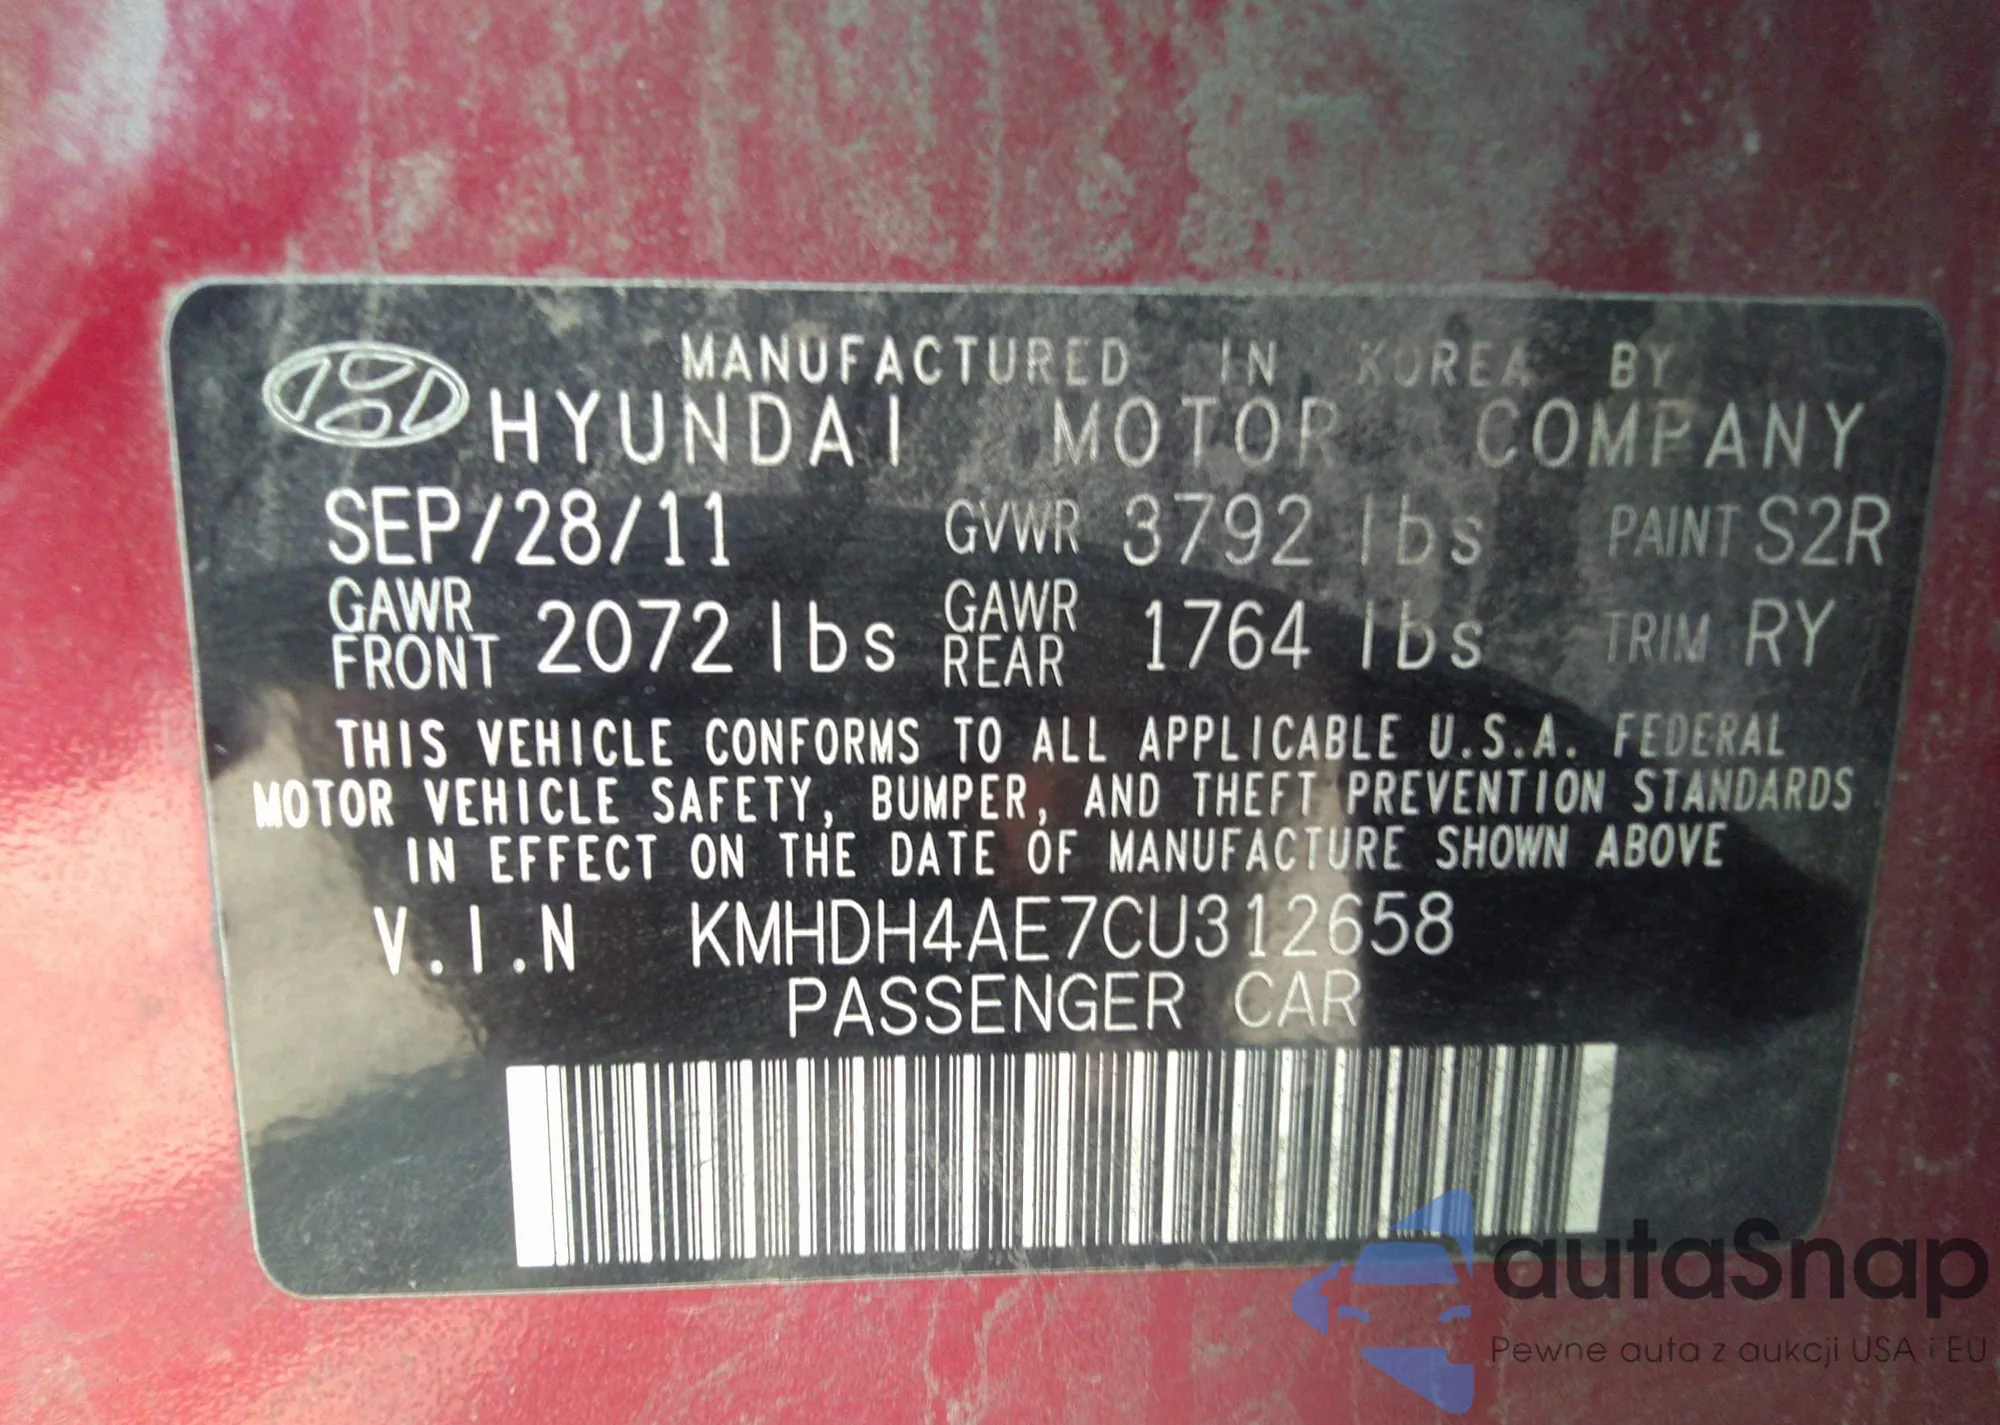 MANUFACTURED IN KOREA BY
HYUNDAI MOTOR COMPANY
SEP/28/11 GVWR 3792 lbs PAINT S2R
GAWR FRONT 2072 lbs GAWR REAR 1764 lbs TRIM RY
THIS VEHICLE CONFORMS TO ALL APPLICABLE U.S.A. FEDERAL
MOTOR VEHICLE SAFETY, BUMPER, AND THEFT PREVENTION STANDARDS
IN EFFECT ON THE DATE OF MANUFACTURE SHOWN ABOVE
V.I.N KMHDH4AE7CU312658
PASSENGER CAR
autaSnap
Pewne auta z aukcji USA i EU